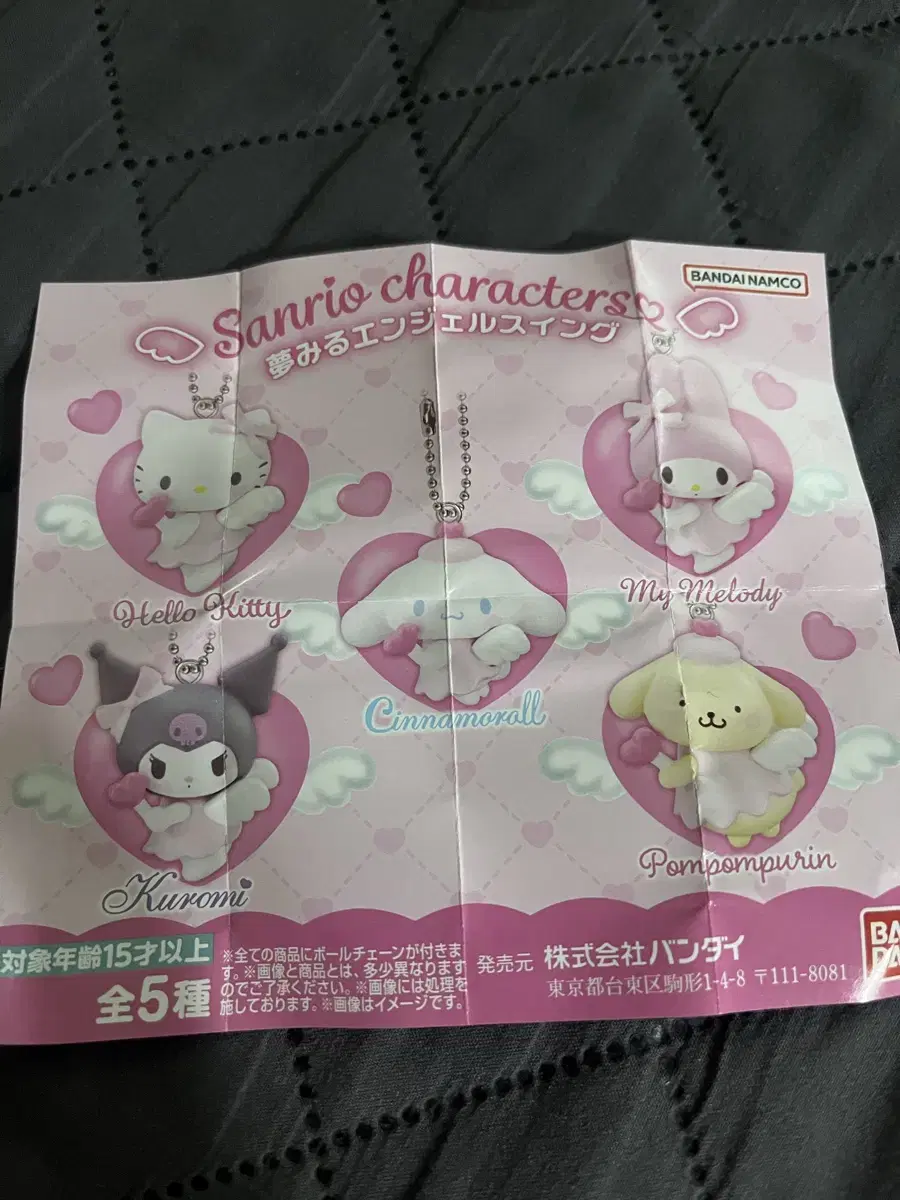 BANDAI NAMCO
Sanrio characters
夢みるエンジェルスイング
Hello Kitty
My Melody
Cinnamoroll
Kuromi
Pompompurin
対象年齢15才以上
全5種
※全ての商品にボールチェーンが付きま
す。※画像と商品とは、多少異なります
のでご了承ください。※画像には処理を
施しております。※画像はイメージです。
発売元 株式会社バンダイ
東京都台東区駒形1-4-8 〒111-8081
BA
DA